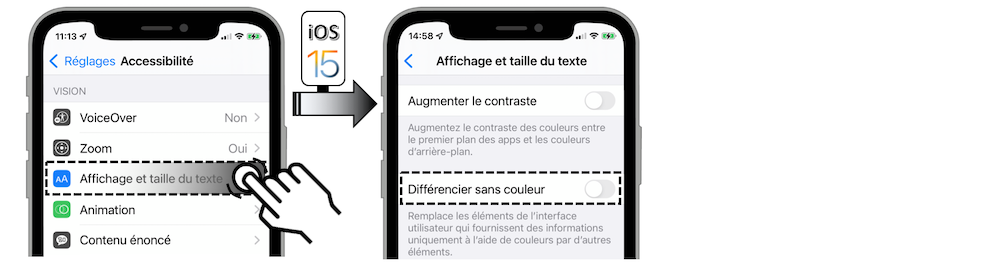 11:13
Réglages Accessibilité
VISION
VoiceOver Non
Zoom Oui
AA Affichage et taille du texte
Animation
Contenu énoncé
iOS
15
14:58
Affichage et taille du texte
Augmenter le contraste
Augmentez le contraste des couleurs entre
le premier plan des apps et les couleurs
d'arrière-plan.
Différencier sans couleur
Remplace les éléments de l'interface
utilisateur qui fournissent des informations
uniquement à l'aide de couleurs par d'autres
éléments.